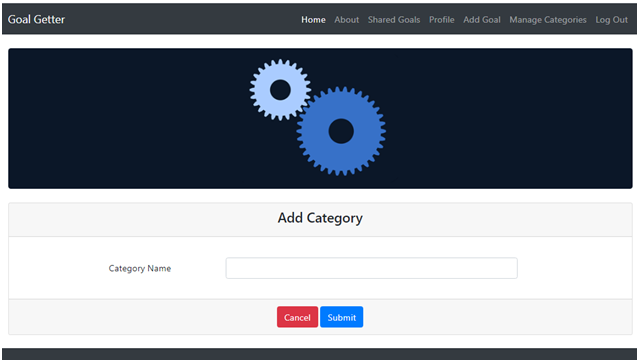 Goal Getter Home About Shared Goals Profile Add Goal Manage Categories Log Out
Add Category
Category Name
Cancel Submit